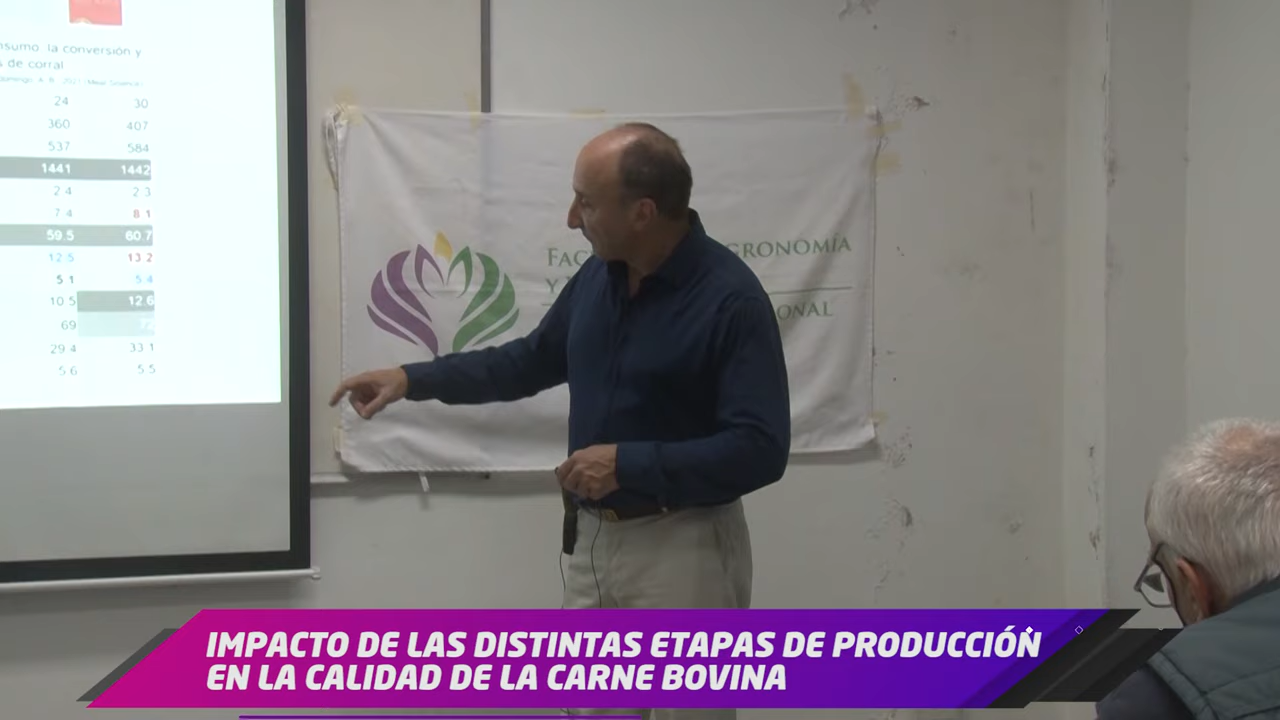 nsumo la conversión y
s de corral
24 30
360 407
537 584
1441 1442
2 4 2 3
7 4 8 1
59.5 60.7
12 5 13 2
5 1 5 4
10 5 12.6
69
29 4 33 1
5 6 5 5
FAC GRONOMÍA
Y
ONAL
IMPACTO DE LAS DISTINTAS ETAPAS DE PRODUCCIÓN
EN LA CALIDAD DE LA CARNE BOVINA